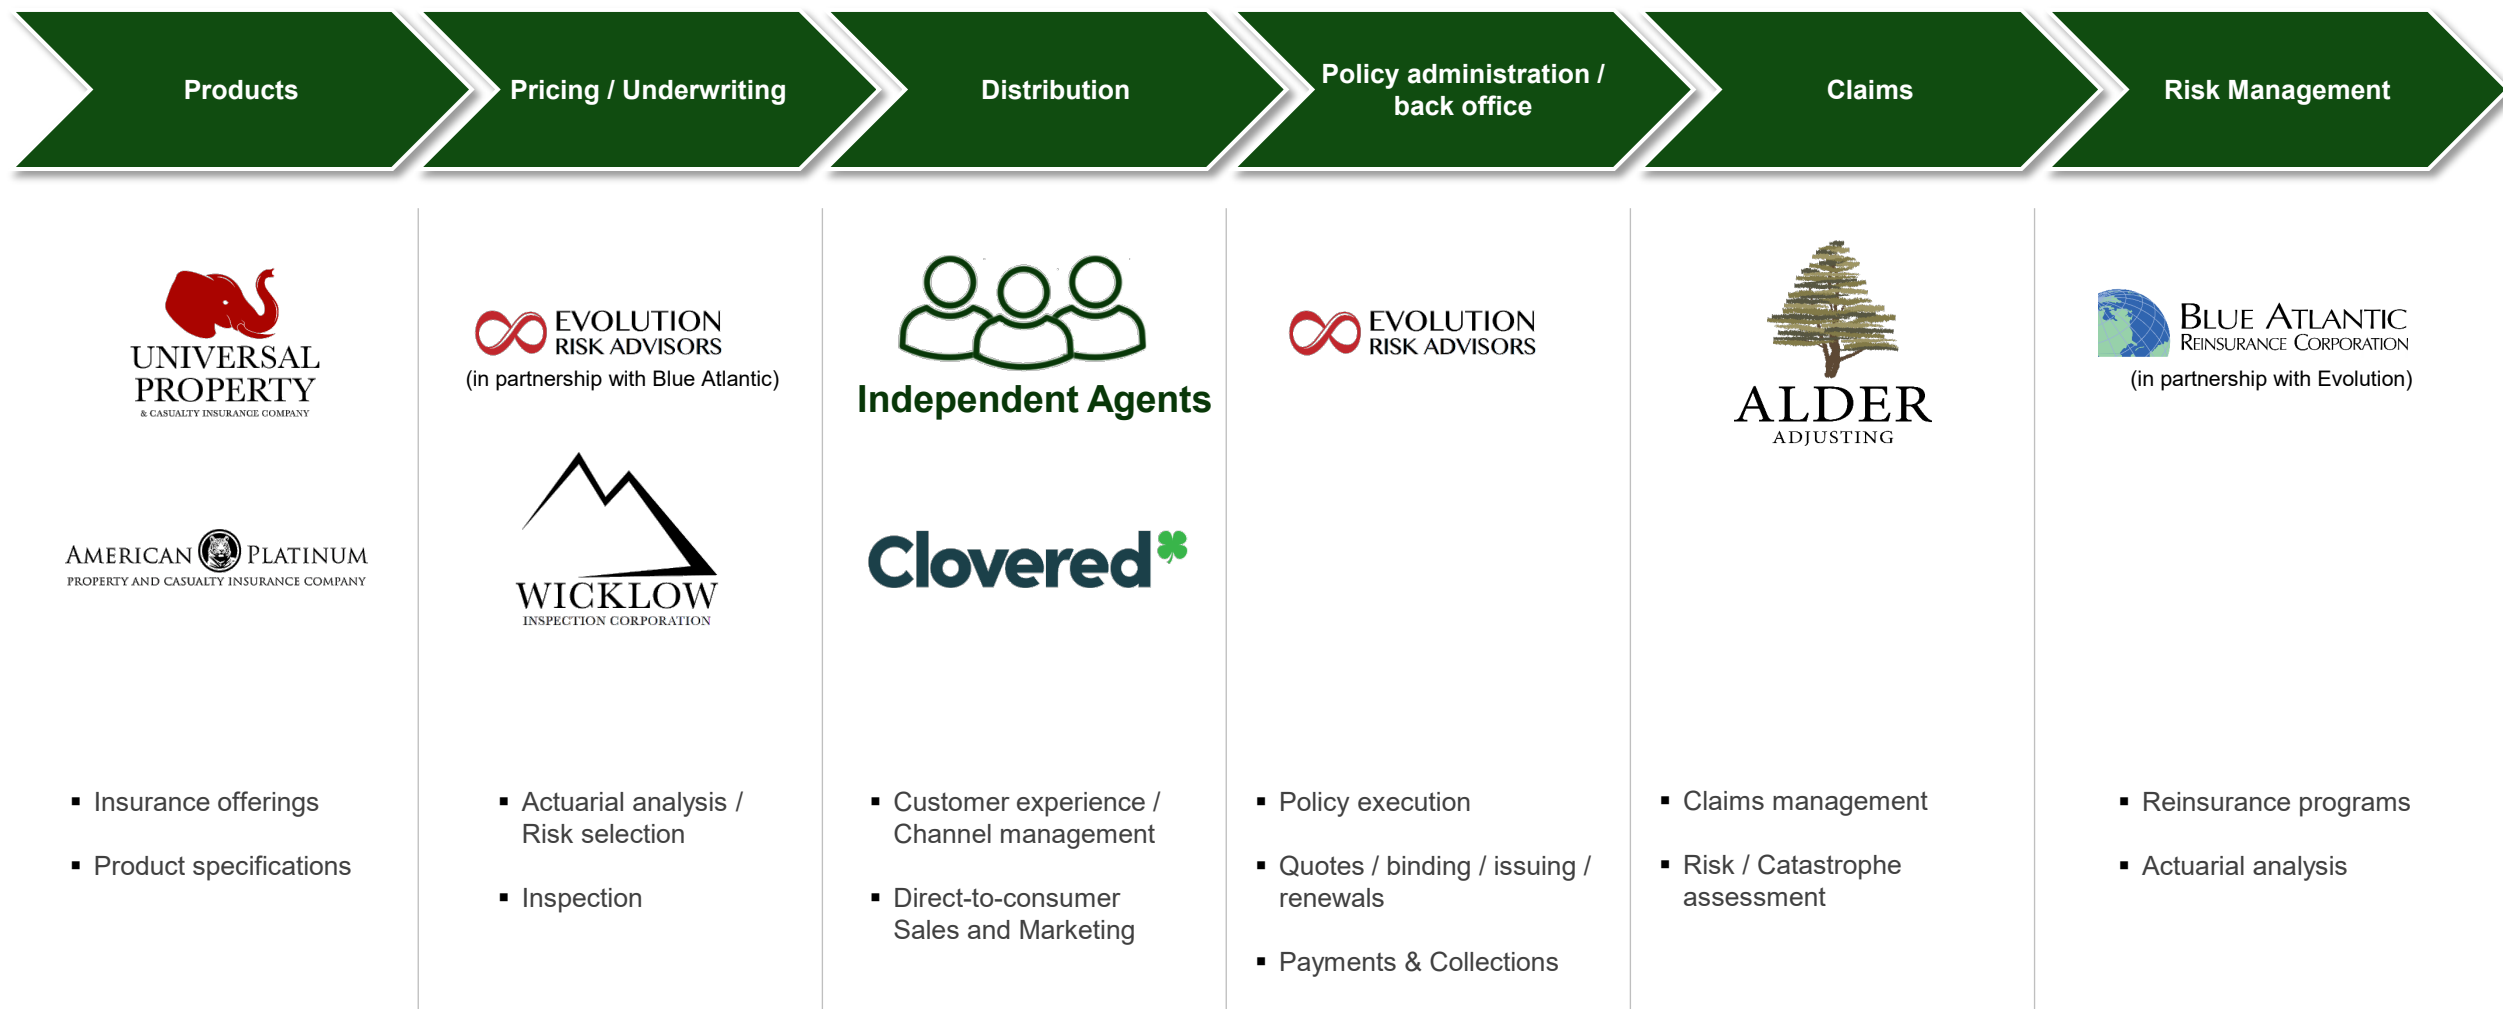 Products
Pricing / Underwriting
Distribution
Policy administration /
back office
Claims
Risk Management
UNIVERSAL
PROPERTY
& CASUALTY INSURANCE COMPANY
AMERICAN PLATINUM
PROPERTY AND CASUALTY INSURANCE COMPANY
▪ Insurance offerings
▪ Product specifications
EVOLUTION
RISK ADVISORS
(in partnership with Blue Atlantic)
WICKLOW
INSPECTION CORPORATION
▪ Actuarial analysis /
Risk selection
▪ Inspection
Independent Agents
Clovered
▪ Customer experience /
Channel management
▪ Direct-to-consumer
Sales and Marketing
EVOLUTION
RISK ADVISORS
▪ Policy execution
▪ Quotes / binding / issuing /
renewals
▪ Payments & Collections
ALDER
ADJUSTING
▪ Claims management
▪ Risk / Catastrophe
assessment
BLUE ATLANTIC
REINSURANCE CORPORATION
(in partnership with Evolution)
▪ Reinsurance programs
▪ Actuarial analysis